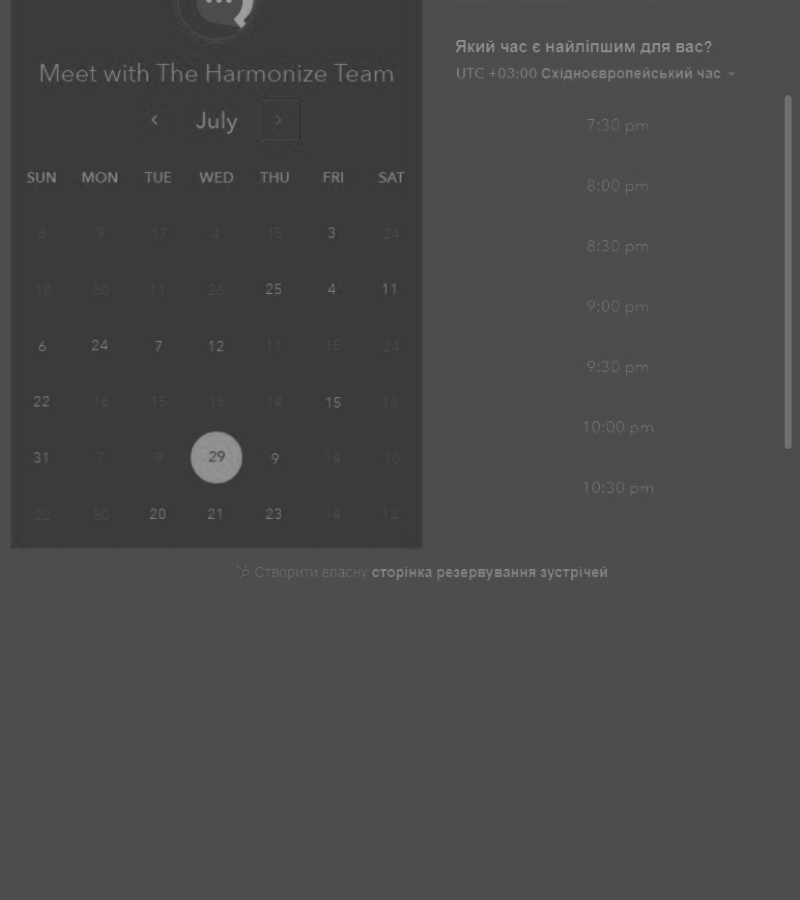 Meet with The Harmonize Team
July
SUN MON TUE WED THU FRI SAT
8 9 17 4 15 3 24
10 30 11 26 25 4 11
6 24 7 12 11 15 24
22 16 15 16 14 15 18
31 7 9 29 9 14 10
22 30 20 21 23 14 12
Який час є найліпшим для вас?
UTC +03:00 Східноєвропейський час
7:30 pm
8:00 pm
8:30 pm
9:00 pm
9:30 pm
10:00 pm
10:30 pm
Створити власну сторінка резервування зустрічей